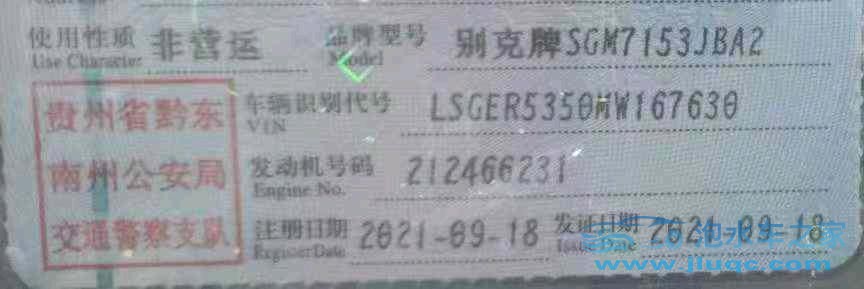 使用性质 非营运 品牌型号 别克牌SGM7153JBA2
Use Character Model
贵州省黔东 车辆识别代号 LSGER5350MW167630
VIN
南州公安局 发动机号码 212466231
Engine No.
交通警察支队 注册日期 2021-09-18 发证日期 2021-09-18
Register Date Issue Date
www.jluqc.com